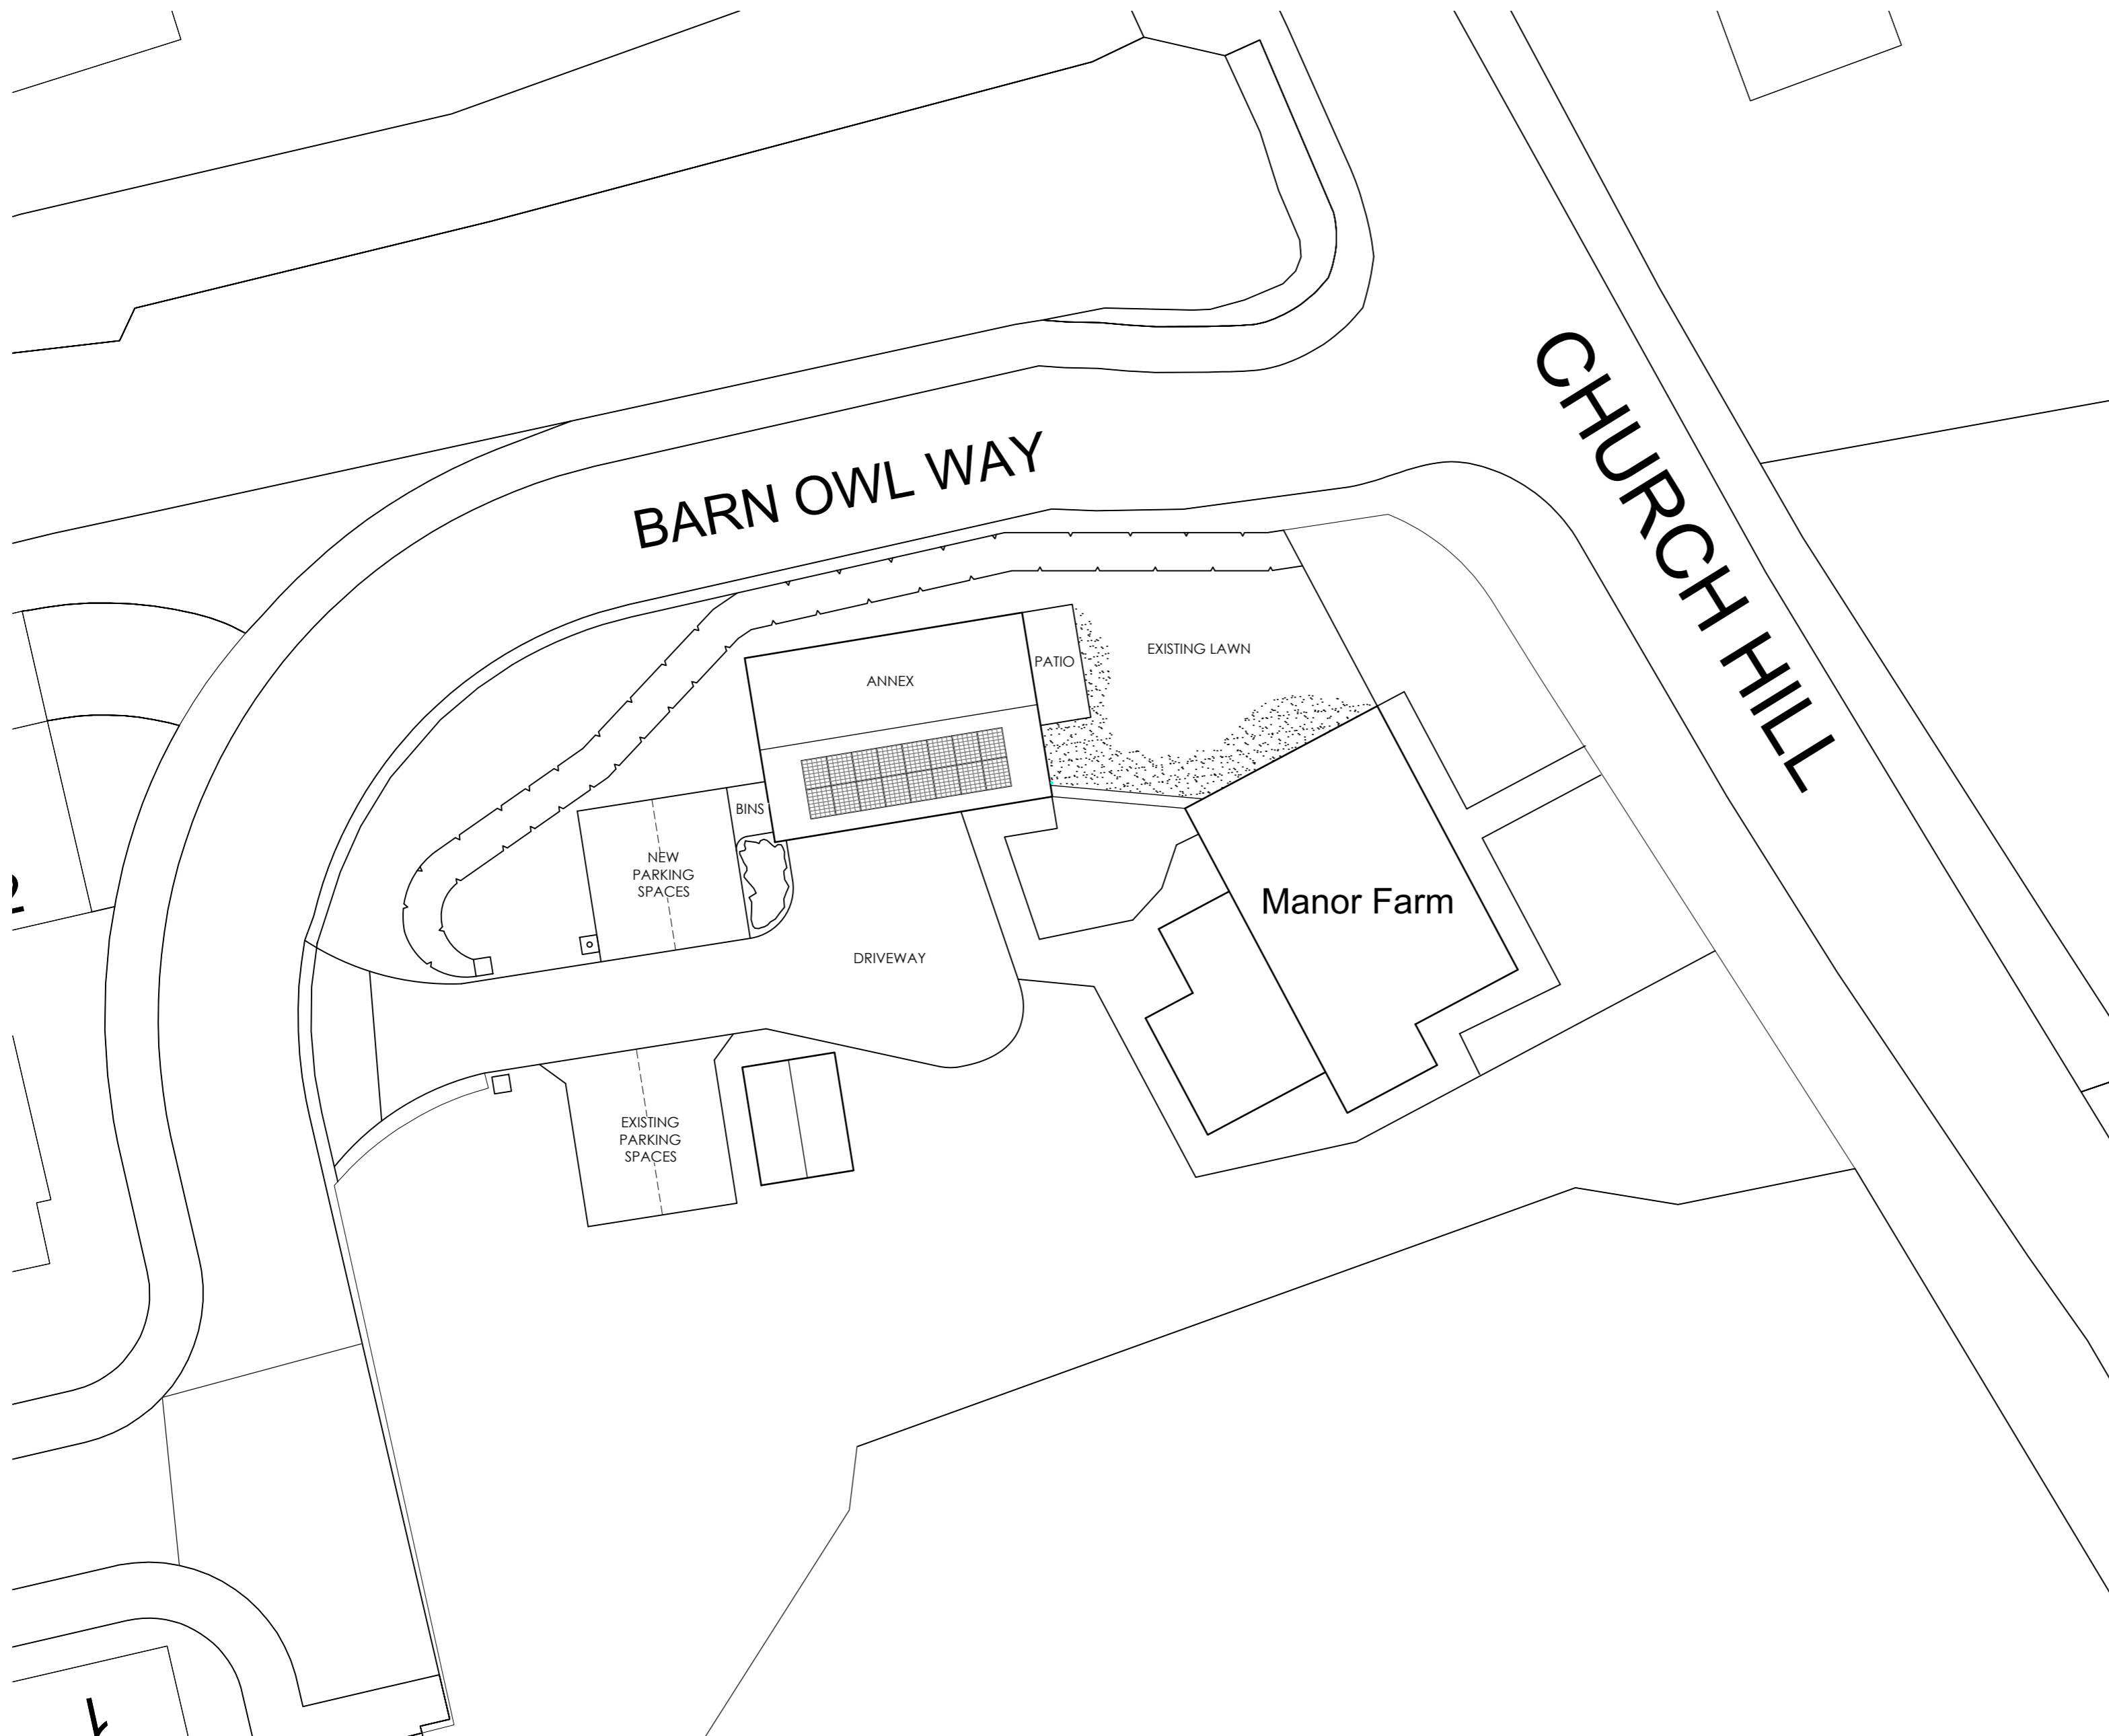 BARN OWL WAY
CHURCH HILL
EXISTING LAWN
PATIO
ANNEX
BINS
NEW
PARKING
SPACES
Manor Farm
DRIVEWAY
EXISTING
PARKING
SPACES